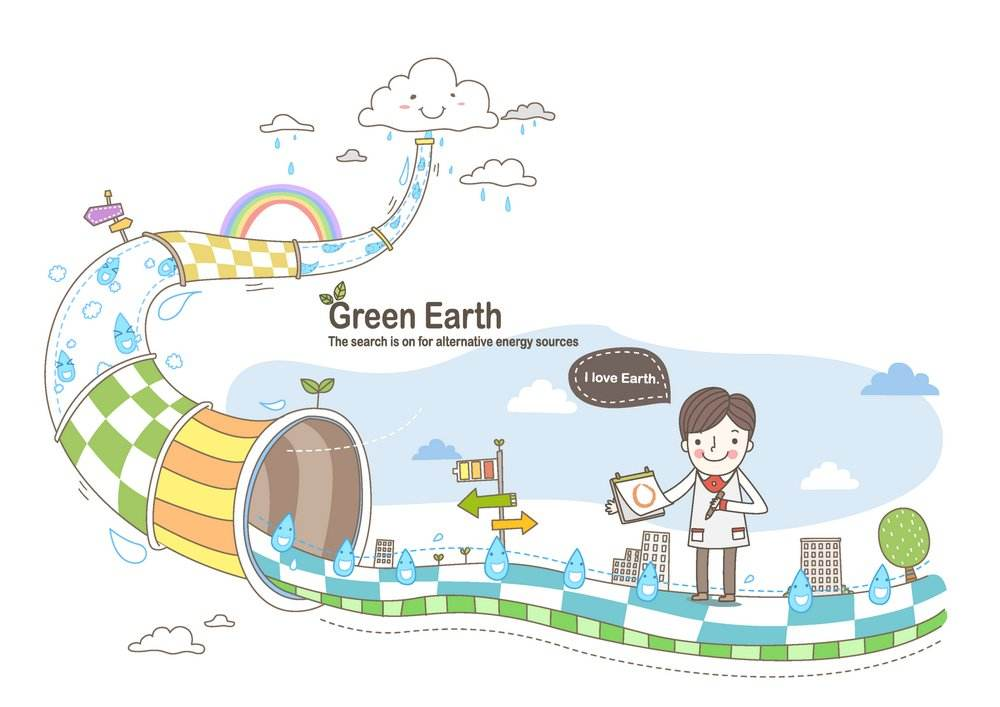 Green Earth
The search is on for alternative energy sources
I love Earth.